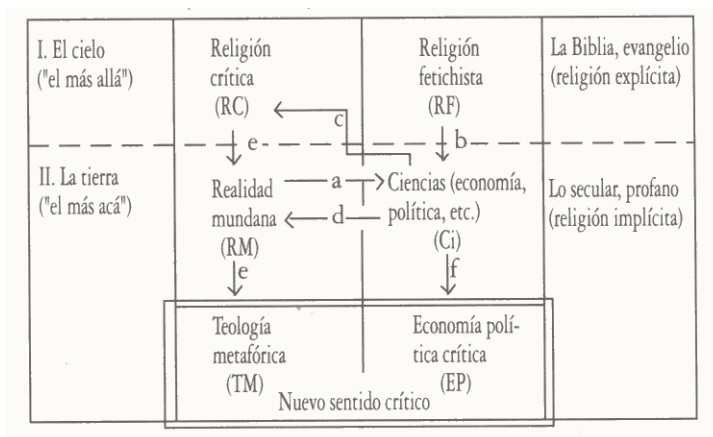 I. El cielo
("el más allá")
Religión
crítica
(RC)
Religión
fetichista
(RF)
La Biblia, evangelio
(religión explícita)
c
e
b
II. La tierra
("el más acá")
Realidad
mundana
(RM)
a
d
Ciencias (economía,
política, etc.)
(Ci)
Lo secular, profano
(religión implícita)
e
f
Teología
metafórica
(TM)
Economía polí-
tica crítica
(EP)
Nuevo sentido crítico